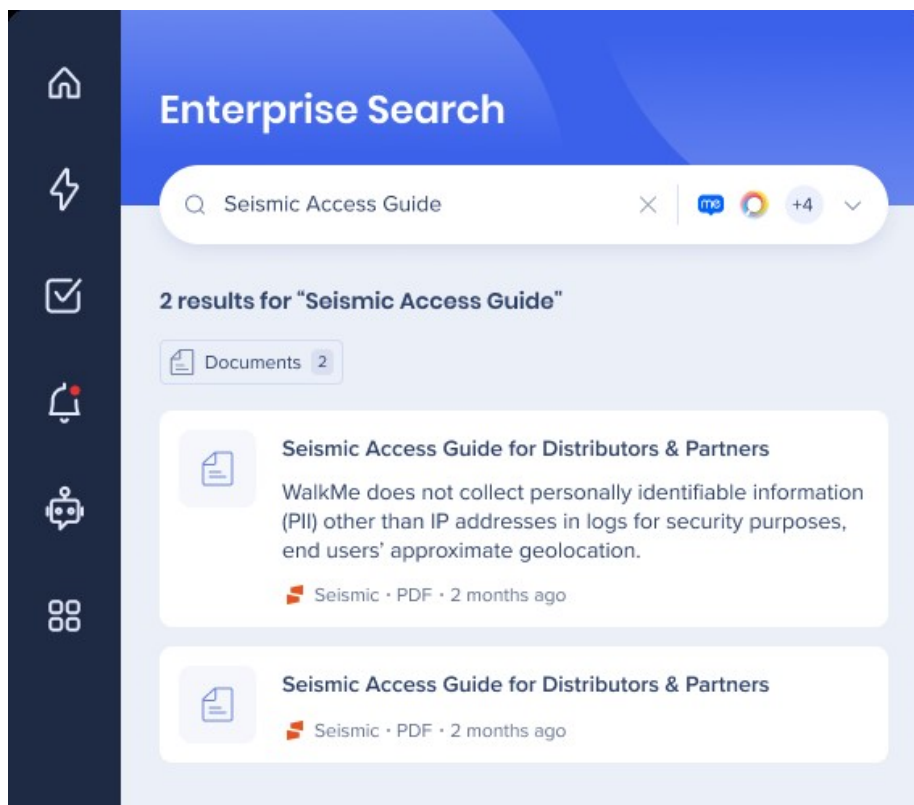 Enterprise Search
Seismic Access Guide
me
+4
2 results for “Seismic Access Guide"
Documents 2
Seismic Access Guide for Distributors & Partners
WalkMe does not collect personally identifiable information
(PII) other than IP addresses in logs for security purposes,
end users’ approximate geolocation.
Seismic · PDF · 2 months ago
Seismic Access Guide for Distributors & Partners
Seismic · PDF · 2 months ago